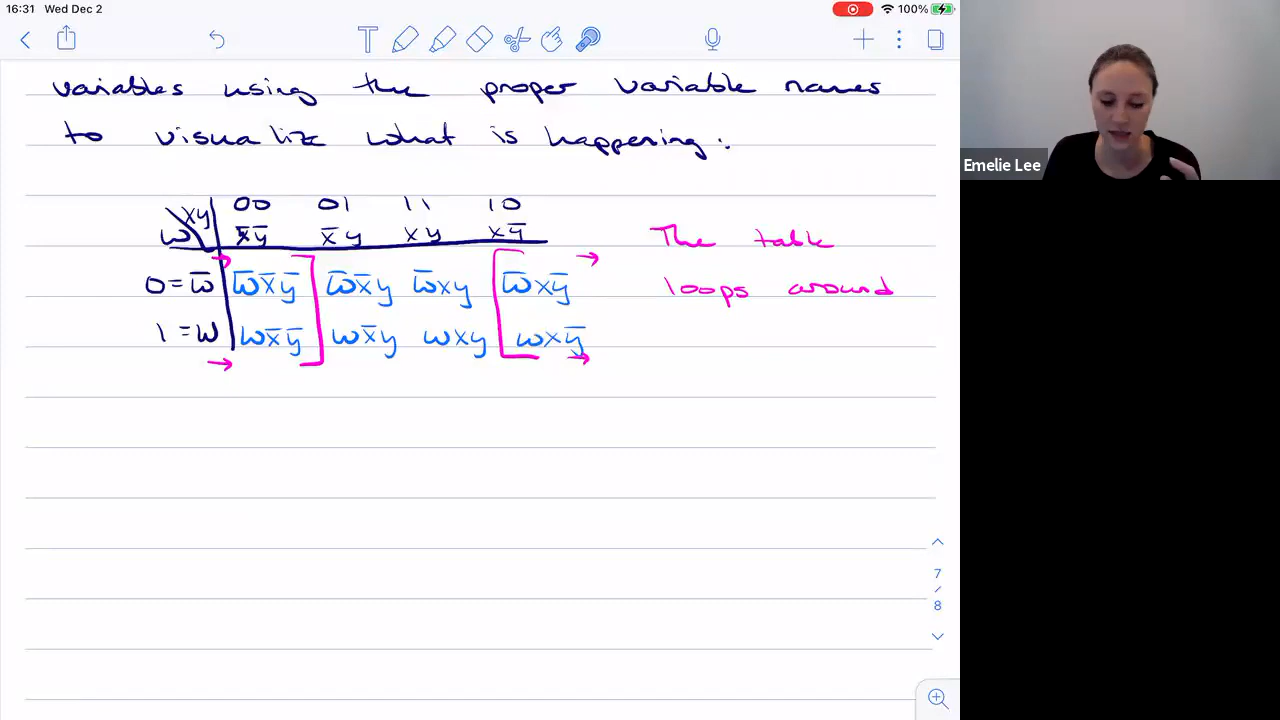 16:31 Wed Dec 2
100%
variables using the proper variable names
to visualize what is happening.
xy 00 01 11 10
w x̄ȳ x̄y xy xȳ
The table
0 = w̄ w̄x̄ȳ w̄x̄y w̄xy w̄xȳ
loops around
1 = w wx̄ȳ wx̄y wxy wxȳ
Emelie Lee
7
/
8